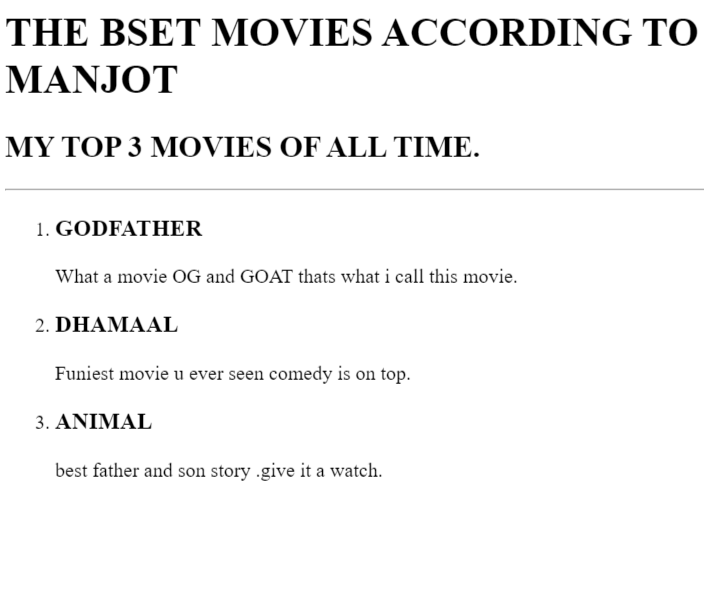 THE BSET MOVIES ACCORDING TO
MANJOT
MY TOP 3 MOVIES OF ALL TIME.
1. GODFATHER
What a movie OG and GOAT thats what i call this movie.
2. DHAMAAL
Funiest movie u ever seen comedy is on top.
3. ANIMAL
best father and son story .give it a watch.